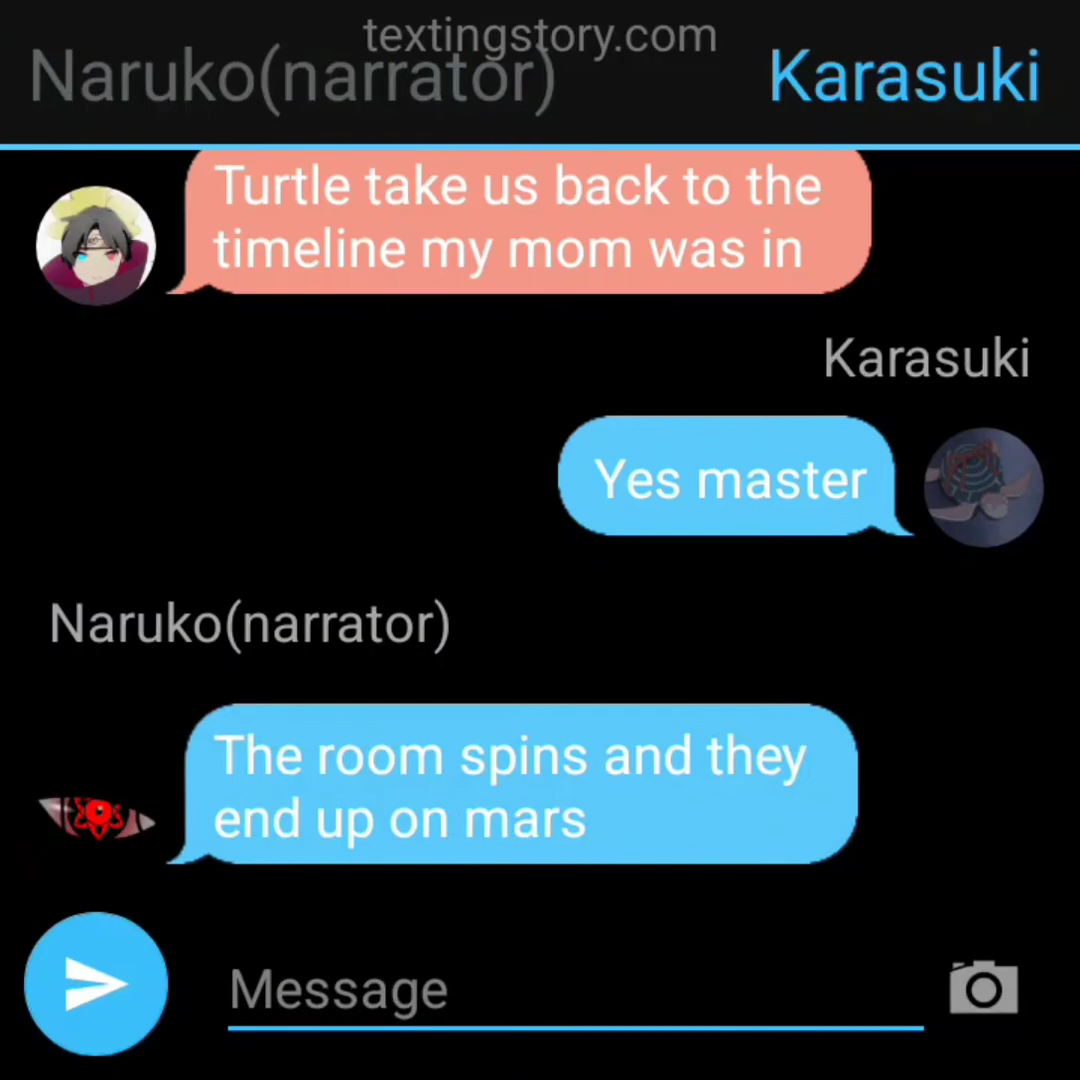 textingstory.com
Naruko(narrator)
Karasuki
Turtle take us back to the
timeline my mom was in
Karasuki
Yes master
Naruko(narrator)
The room spins and they
end up on mars
Message